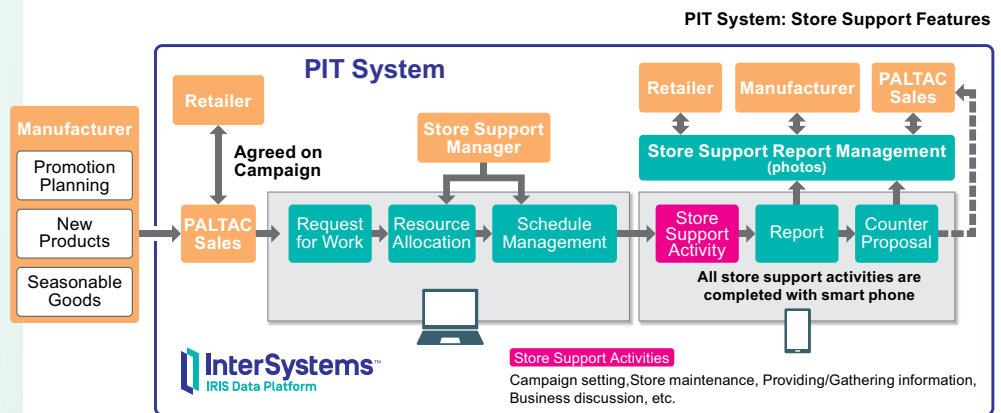 PIT System: Store Support Features
PIT System
Manufacturer
Promotion
Planning
New
Products
Seasonable
Goods
Retailer
Agreed on
Campaign
PALTAC
Sales
Store Support
Manager
Request
for Work
Resource
Allocation
Schedule
Management
Retailer
Manufacturer
PALTAC
Sales
Store Support Report Management
(photos)
Store
Support
Activity
Report
Counter
Proposal
All store support activities are
completed with smart phone
InterSystems™
IRIS Data Platform
Store Support Activities
Campaign setting,Store maintenance, Providing/Gathering information,
Business discussion, etc.